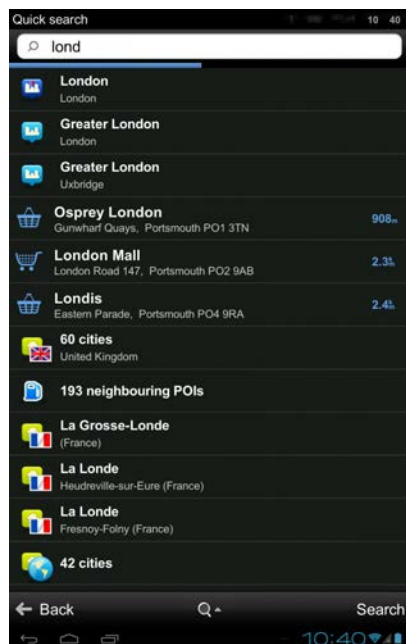 Quick search
10 40
lond
London
London
Greater London
London
Greater London
Uxbridge
Osprey London
Gunwharf Quays, Portsmouth PO1 3TN
908m
London Mall
London Road 147, Portsmouth PO2 9AB
2.3km
Londis
Eastern Parade, Portsmouth PO4 9RA
2.4km
60 cities
United Kingdom
193 neighbouring POIs
La Grosse-Londe
(France)
La Londe
Heudreville-sur-Eure (France)
La Londe
Fresnoy-Folny (France)
42 cities
Back
Search
10:40